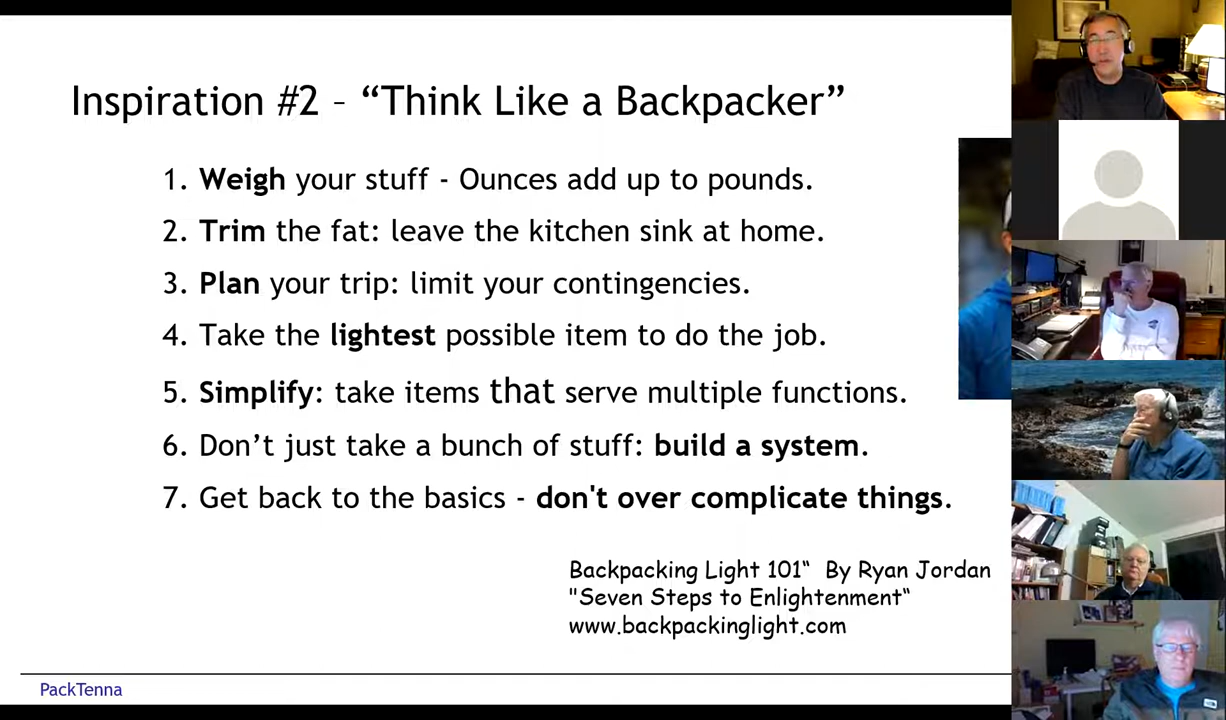 Inspiration #2 – “Think Like a Backpacker”
1. Weigh your stuff - Ounces add up to pounds.
2. Trim the fat: leave the kitchen sink at home.
3. Plan your trip: limit your contingencies.
4. Take the lightest possible item to do the job.
5. Simplify: take items that serve multiple functions.
6. Don’t just take a bunch of stuff: build a system.
7. Get back to the basics - don't over complicate things.
Backpacking Light 101“ By Ryan Jordan
"Seven Steps to Enlightenment“
www.backpackinglight.com
PackTenna